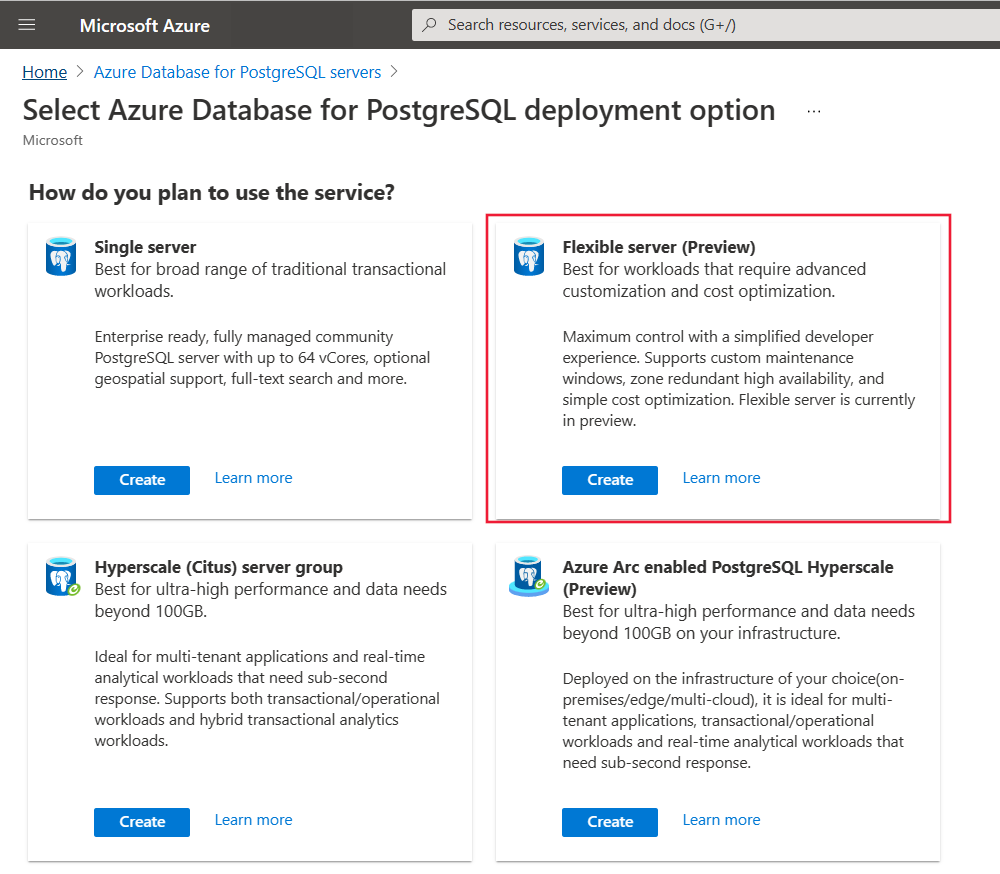 Microsoft Azure
Search resources, services, and docs (G+/)
Home > Azure Database for PostgreSQL servers >
Select Azure Database for PostgreSQL deployment option ...
Microsoft
How do you plan to use the service?
Single server
Best for broad range of traditional transactional
workloads.
Enterprise ready, fully managed community
PostgreSQL server with up to 64 vCores, optional
geospatial support, full-text search and more.
Create
Learn more
Flexible server (Preview)
Best for workloads that require advanced
customization and cost optimization.
Maximum control with a simplified developer
experience. Supports custom maintenance
windows, zone redundant high availability, and
simple cost optimization. Flexible server is currently
in preview.
Create
Learn more
Hyperscale (Citus) server group
Best for ultra-high performance and data needs
beyond 100GB.
Ideal for multi-tenant applications and real-time
analytical workloads that need sub-second
response. Supports both transactional/operational
workloads and hybrid transactional analytics
workloads.
Create
Learn more
Azure Arc enabled PostgreSQL Hyperscale
(Preview)
Best for ultra-high performance and data needs
beyond 100GB on your infrastructure.
Deployed on the infrastructure of your choice(on-
premises/edge/multi-cloud), it is ideal for multi-
tenant applications, transactional/operational
workloads and real-time analytical workloads that
need sub-second response.
Create
Learn more